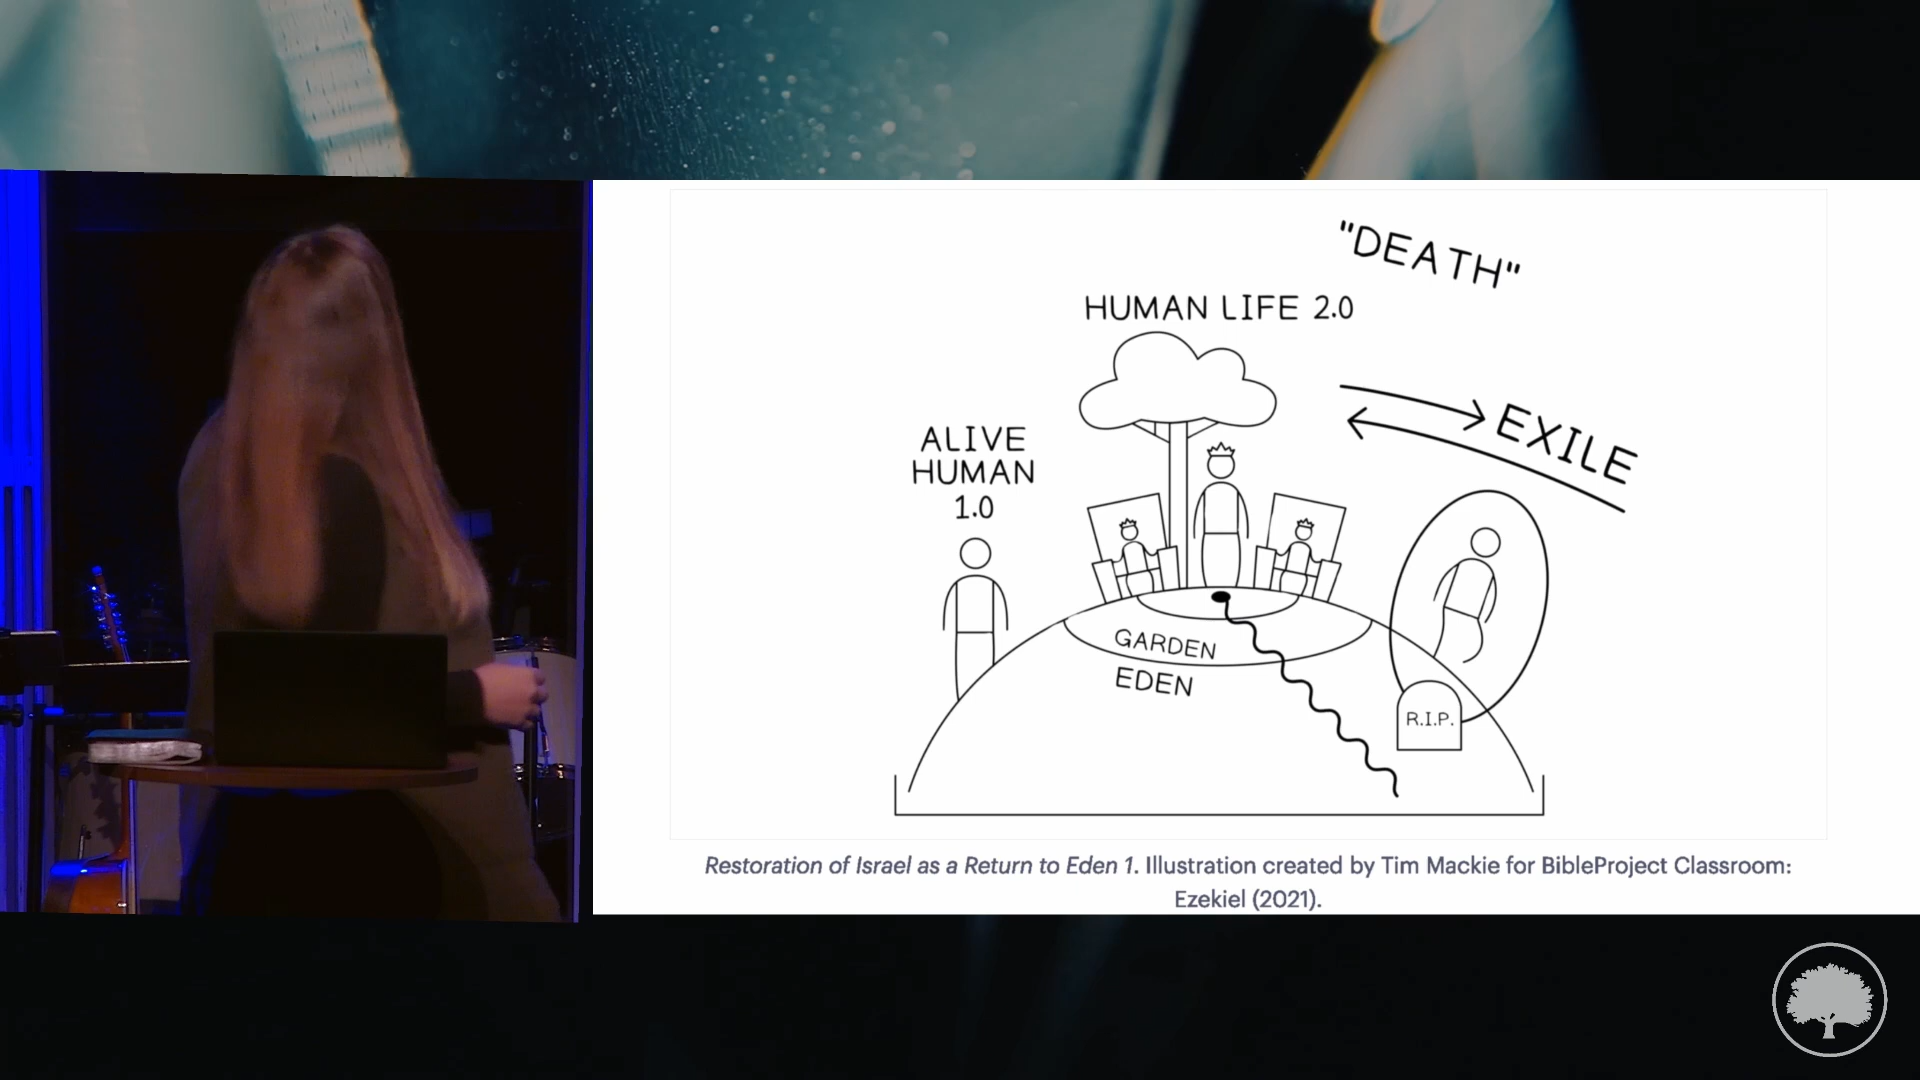 "DEATH"
HUMAN LIFE 2.0
ALIVE
HUMAN
1.0
EXILE
GARDEN
EDEN
R.I.P.
Restoration of Israel as a Return to Eden 1. Illustration created by Tim Mackie for BibleProject Classroom:
Ezekiel (2021).